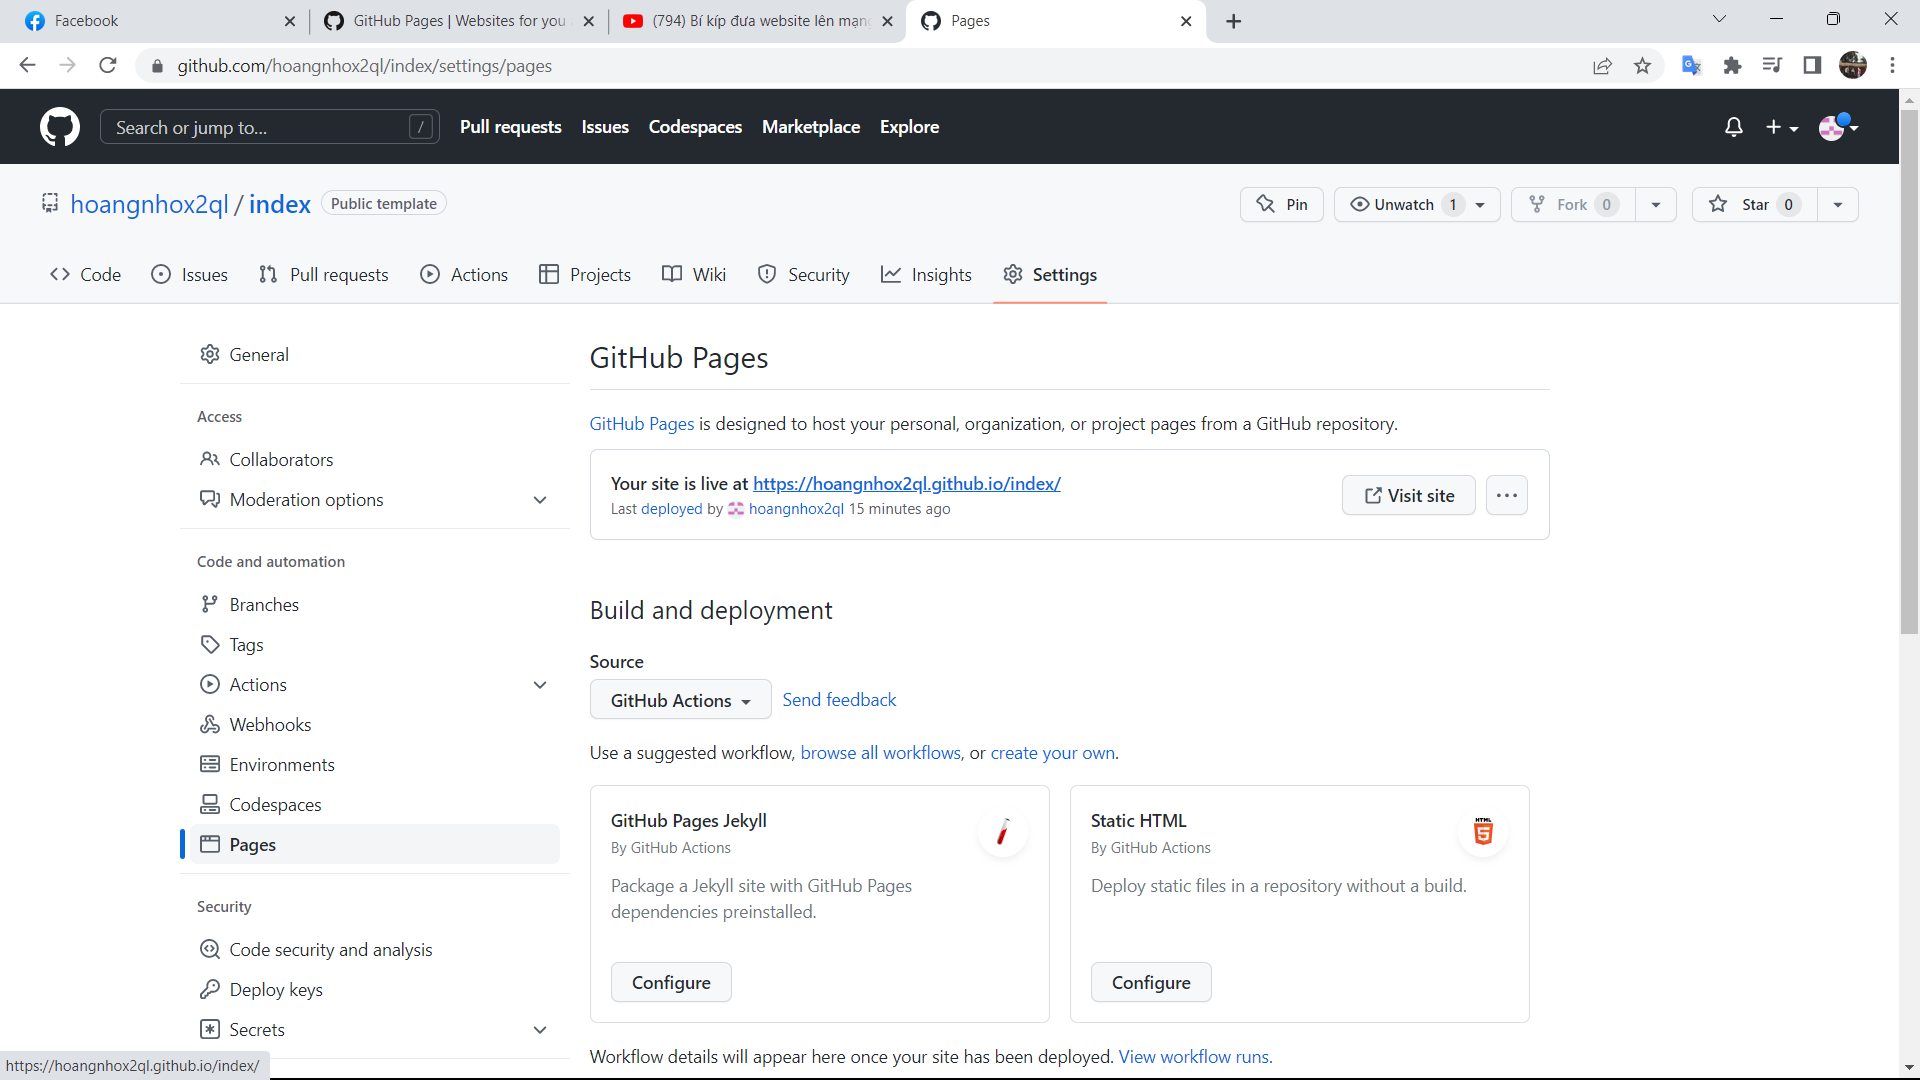 Facebook
GitHub Pages | Websites for you
(794) Bí kíp đưa website lên mạng
Pages
github.com/hoangnhox2ql/index/settings/pages
Search or jump to...
/
Pull requests
Issues
Codespaces
Marketplace
Explore
hoangnhox2ql / index
Public template
Pin
Unwatch 1
Fork 0
Star 0
Code
Issues
Pull requests
Actions
Projects
Wiki
Security
Insights
Settings
General
Access
Collaborators
Moderation options
Code and automation
Branches
Tags
Actions
Webhooks
Environments
Codespaces
Pages
Security
Code security and analysis
Deploy keys
Secrets
GitHub Pages
GitHub Pages is designed to host your personal, organization, or project pages from a GitHub repository.
Your site is live at https://hoangnhox2ql.github.io/index/
Last deployed by hoangnhox2ql 15 minutes ago
Visit site
Build and deployment
Source
GitHub Actions
Send feedback
Use a suggested workflow, browse all workflows, or create your own.
GitHub Pages Jekyll
By GitHub Actions
Package a Jekyll site with GitHub Pages
dependencies preinstalled.
Configure
HTML
5
Static HTML
By GitHub Actions
Deploy static files in a repository without a build.
Configure
Workflow details will appear here once your site has been deployed. View workflow runs.
https://hoangnhox2ql.github.io/index/